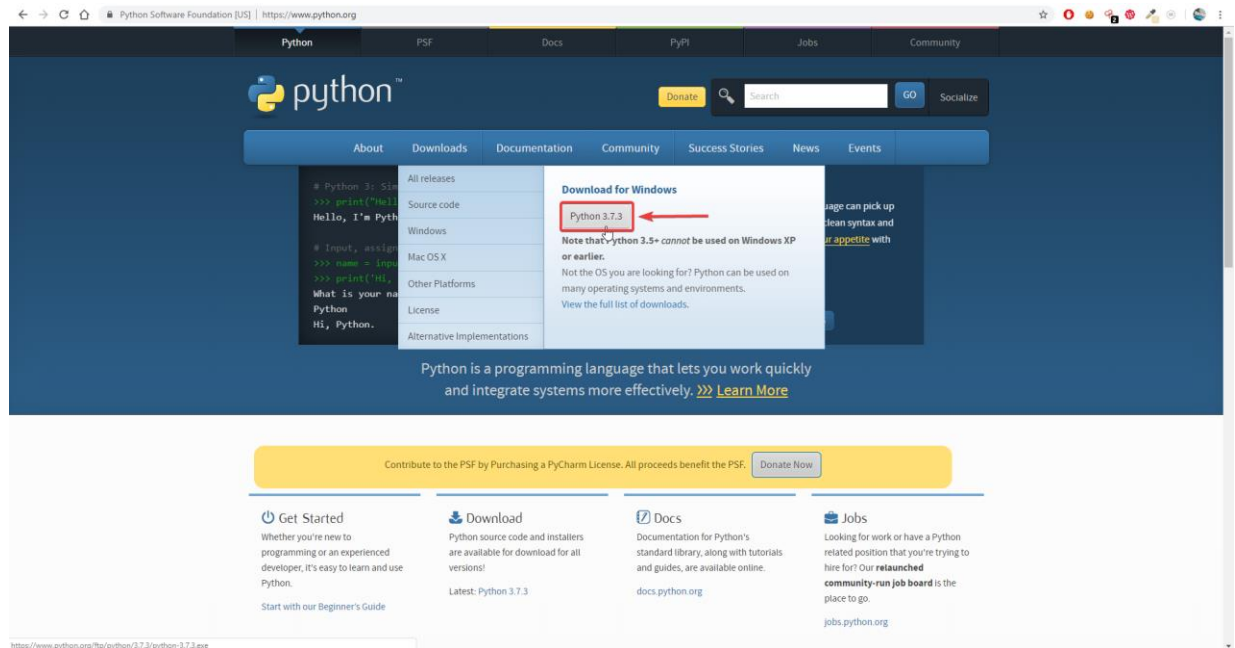 Python Software Foundation [US] | https://www.python.org
Python PSF Docs PyPI Jobs Community
python™
Donate Search GO Socialize
About Downloads Documentation Community Success Stories News Events
# Python 3: Sim
>>> print("Hell
Hello, I'm Pyth
# Input, assign
>>> name = inpu
>>> print('Hi,
What is your na
Python
Hi, Python.
All releases
Source code
Windows
Mac OS X
Other Platforms
License
Alternative Implementations
Download for Windows
Python 3.7.3
Note that Python 3.5+ cannot be used on Windows XP
or earlier.
Not the OS you are looking for? Python can be used on
many operating systems and environments.
View the full list of downloads.
uage can pick up
clean syntax and
ur appetite with
Python is a programming language that lets you work quickly
and integrate systems more effectively. >>> Learn More
Contribute to the PSF by Purchasing a PyCharm License. All proceeds benefit the PSF. Donate Now
Get Started
Whether you're new to
programming or an experienced
developer, it's easy to learn and use
Python.
Start with our Beginner's Guide
Download
Python source code and installers
are available for download for all
versions!
Latest: Python 3.7.3
Docs
Documentation for Python's
standard library, along with tutorials
and guides, are available online.
docs.python.org
Jobs
Looking for work or have a Python
related position that you're trying to
hire for? Our relaunched
community-run job board is the
place to go.
jobs.python.org
https://www.python.org/ftp/python/3.7.3/python-3.7.3.exe